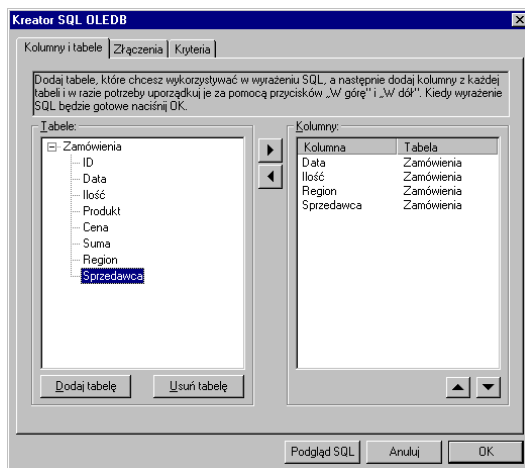 Kreator SQL OLEDB
Kolumny i tabele Złączenia Kryteria
Dodaj tabele, które chcesz wykorzystywać w wyrażeniu SQL, a następnie dodaj kolumny z każdej
tabeli i w razie potrzeby uporządkuj je za pomocą przycisków „W górę" i „W dół". Kiedy wyrażenie
SQL będzie gotowe naciśnij OK.
Tabele: Kolumny:
Zamówienia
ID
Data
Ilość
Produkt
Cena
Suma
Region
Sprzedawca
Kolumna Tabela
Data Zamówienia
Ilość Zamówienia
Region Zamówienia
Sprzedawca Zamówienia
Dodaj tabelę Usuń tabelę
Podgląd SQL Anuluj OK